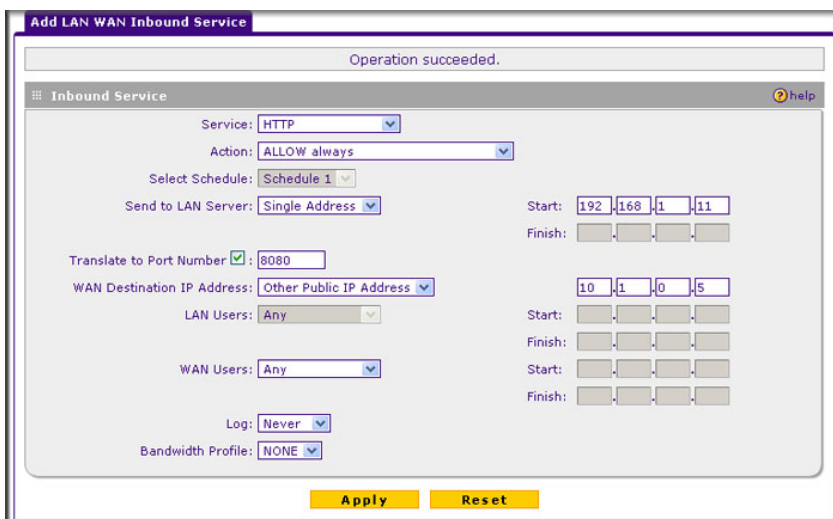 Add LAN WAN Inbound Service
Operation succeeded.
Inbound Service
help
Service: HTTP
Action: ALLOW always
Select Schedule: Schedule 1
Send to LAN Server: Single Address Start: 192 .168 .1 .11
Finish: . . .
Translate to Port Number : 8080
WAN Destination IP Address: Other Public IP Address 10 .1 .0 .5
LAN Users: Any Start: . . .
Finish: . . .
WAN Users: Any Start: . . .
Finish: . . .
Log: Never
Bandwidth Profile: NONE
Apply Reset